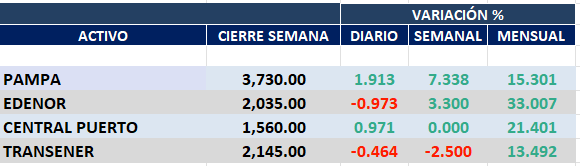 VARIACIÓN %
ACTIVO CIERRE SEMANA DIARIO SEMANAL MENSUAL
PAMPA 3,730.00 1.913 7.338 15.301
EDENOR 2,035.00 -0.973 3.300 33.007
CENTRAL PUERTO 1,560.00 0.971 0.000 21.401
TRANSENER 2,145.00 -0.464 -2.500 13.492